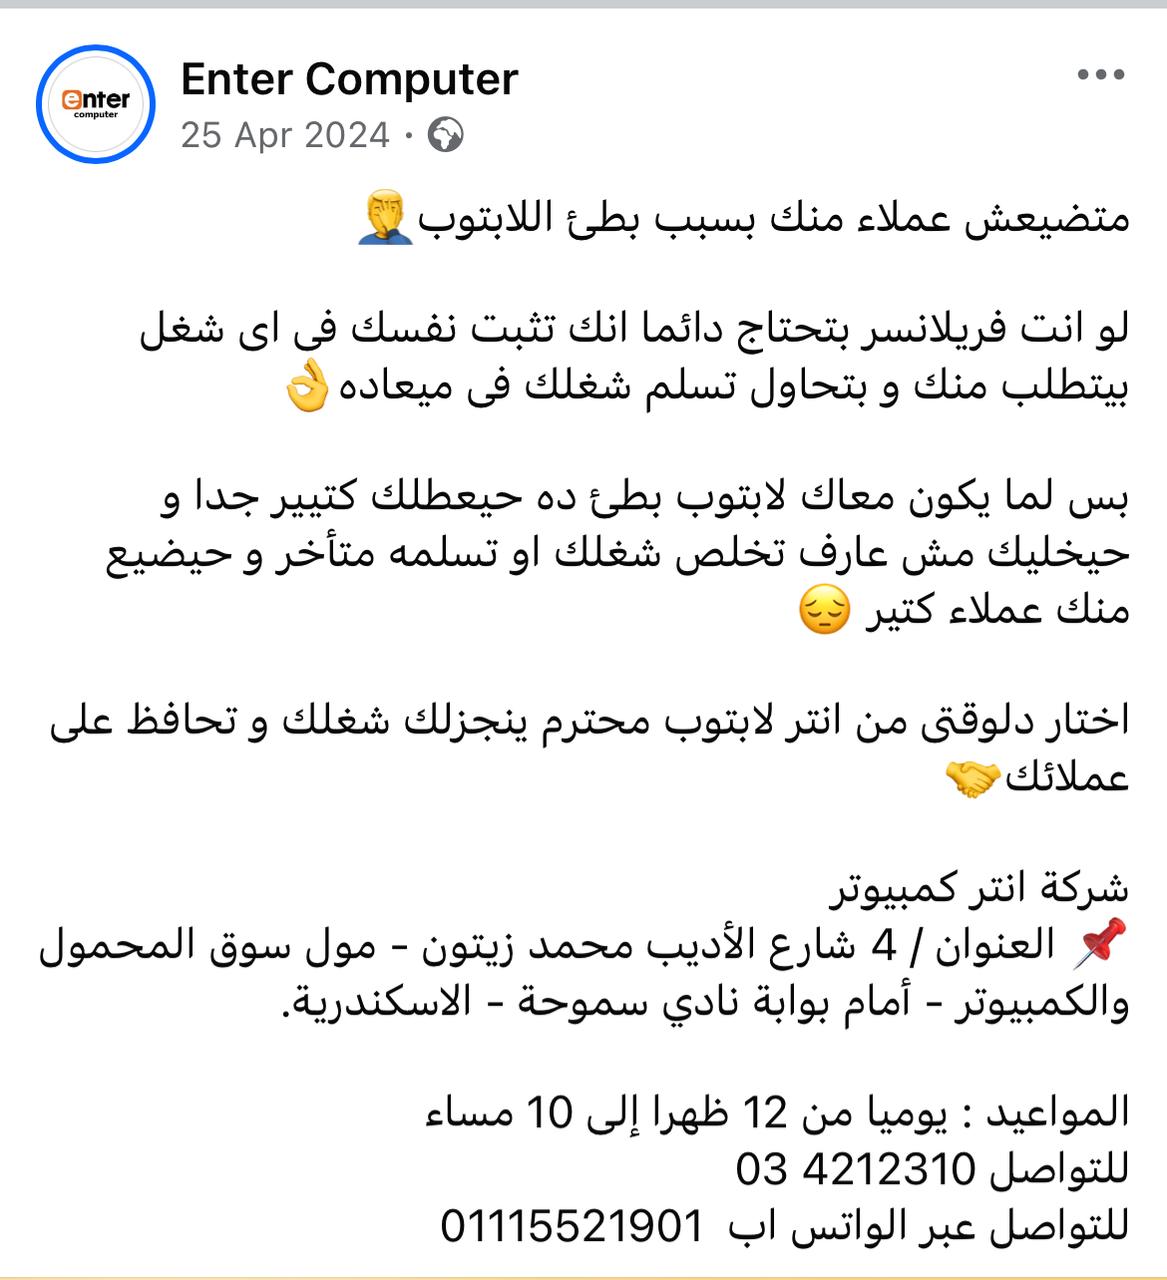 enter
computer
Enter Computer
25 Apr 2024 ·
متضيعش عملاء منك بسبب بطئ اللابتوب🤦‍♂️
لو انت فريلانسر بتحتاج دائما انك تثبت نفسك فى اى شغل
بيتطلب منك و بتحاول تسلم شغلك فى ميعاده👌
بس لما يكون معاك لابتوب بطئ ده حيعطلك كتيير جدا و
حيخليك مش عارف تخلص شغلك او تسلمه متأخر و حيضيع
منك عملاء كتير 😔
اختار دلوقتى من انتر لابتوب محترم ينجزلك شغلك و تحافظ على
عملائك🤝
شركة انتر كمبيوتر
📌 العنوان / 4 شارع الأديب محمد زيتون - مول سوق المحمول
والكمبيوتر - أمام بوابة نادي سموحة - الاسكندرية.
المواعيد : يوميا من 12 ظهرا إلى 10 مساء
للتواصل 4212310 03
للتواصل عبر الواتس اب 01115521901